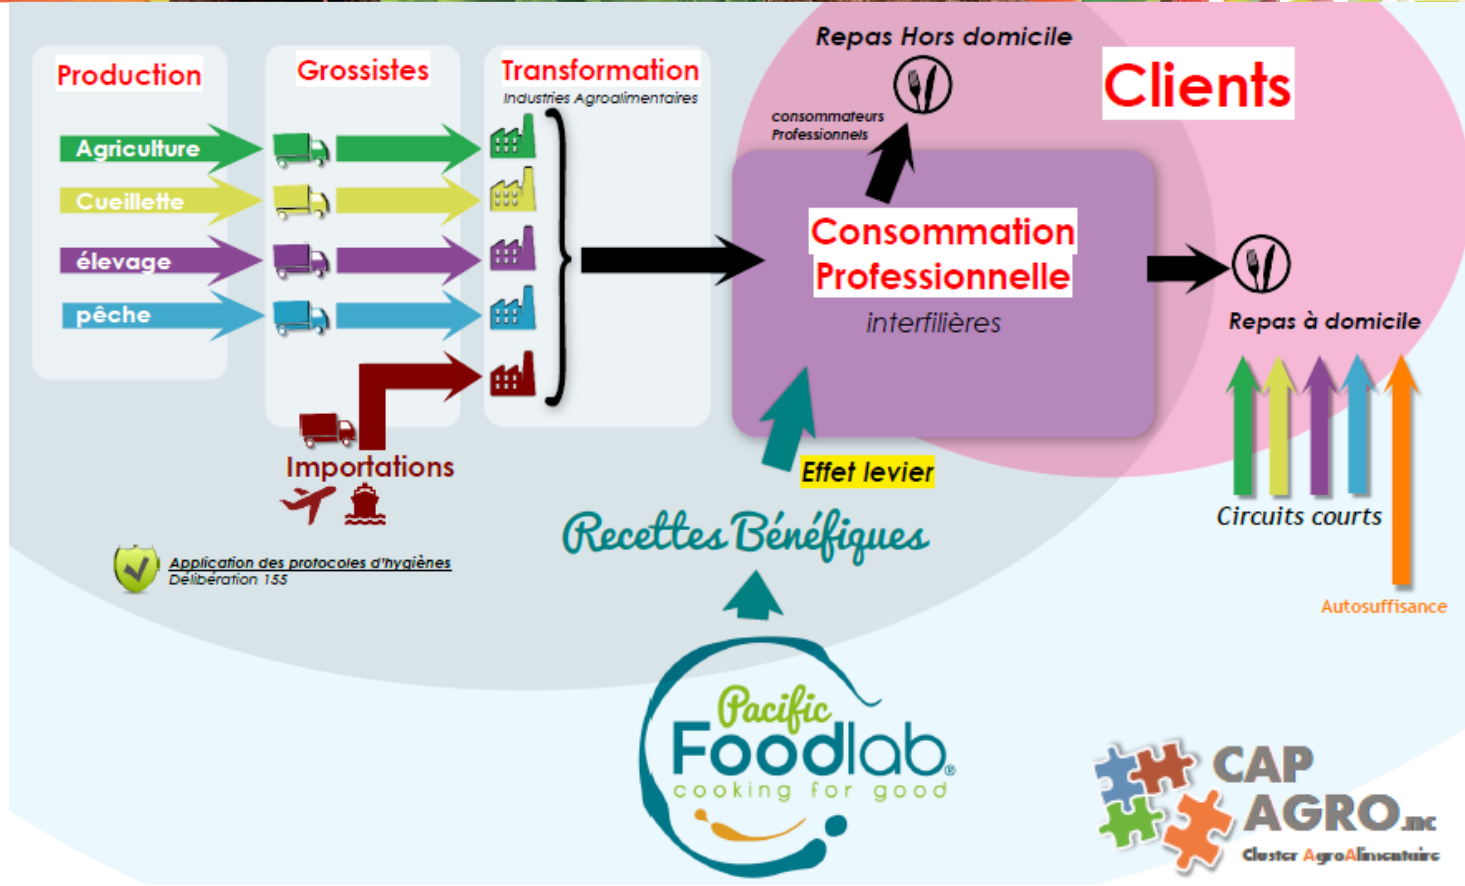 Production
Agriculture
Cueillette
élevage
pêche
Grossistes
Importations
Transformation
Industries Agroalimentaires
Application des protocoles d'hygiènes
Délibération 155
Repas Hors domicile
consommateurs
Professionnels
Clients
Consommation
Professionnelle
interfilières
Effet levier
Recettes Bénéfiques
Repas à domicile
Circuits courts
Autosuffisance
Pacific
Foodlab®
cooking for good
CAP
AGRO.nc
Cluster AgroAlimentaire